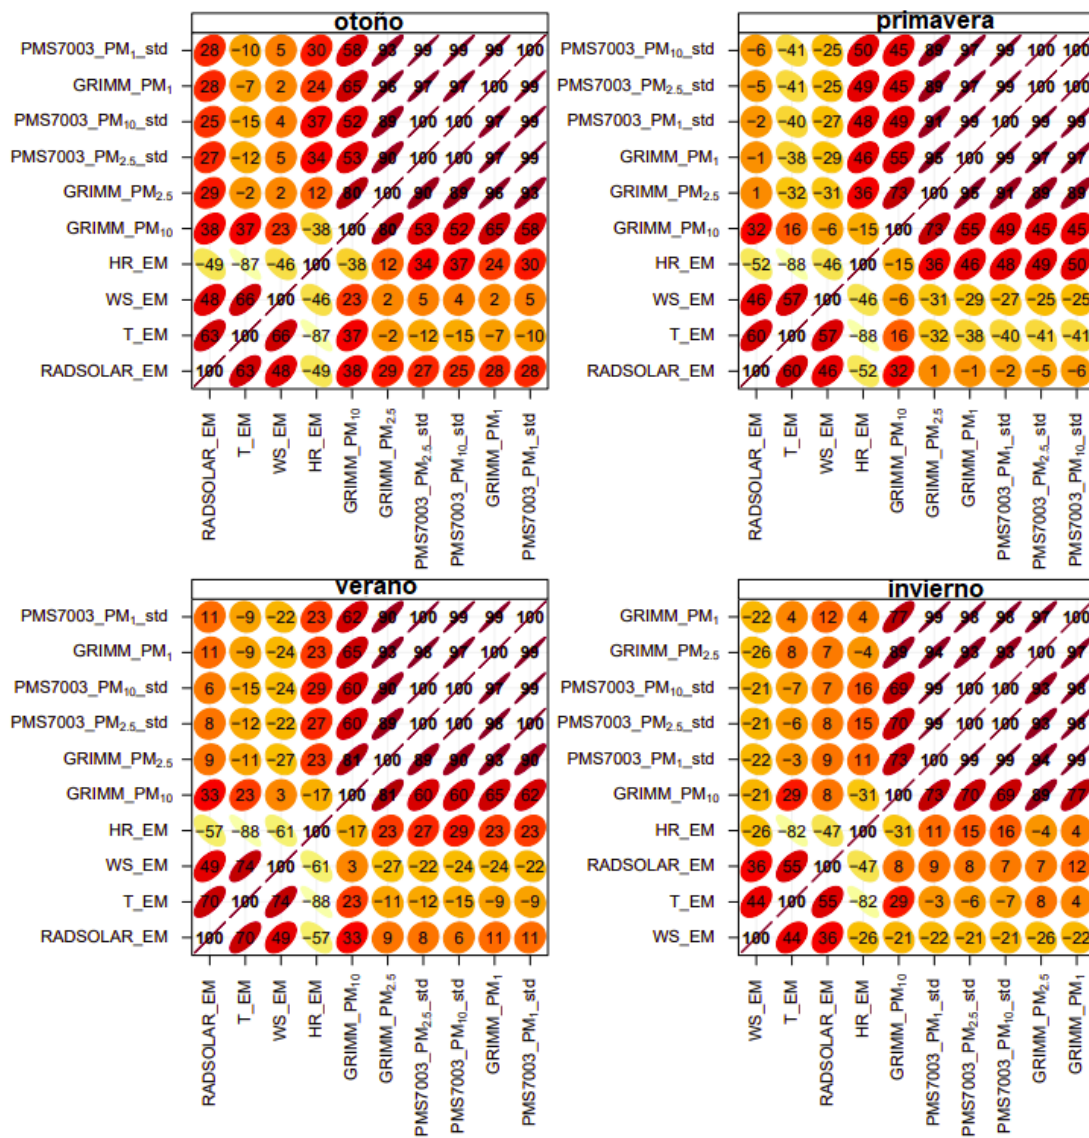 otoño
PMS7003_PM₁_std 28 −10 5 30 58 93 99 99 99 100
GRIMM_PM₁ 28 −7 2 24 65 96 97 97 100 99
PMS7003_PM₁₀_std 25 −15 4 37 52 89 100 100 97 99
PMS7003_PM₂.₅_std 27 −12 5 34 53 90 100 100 97 99
GRIMM_PM₂.₅ 29 −2 2 12 80 100 90 89 96 93
GRIMM_PM₁₀ 38 37 23 −38 100 80 53 52 65 58
HR_EM −49 −87 −46 100 −38 12 34 37 24 30
WS_EM 48 66 100 −46 23 2 5 4 2 5
T_EM 63 100 66 −87 37 −2 −12 −15 −7 −10
RADSOLAR_EM 100 63 48 −49 38 29 27 25 28 28
RADSOLAR_EM
T_EM
WS_EM
HR_EM
GRIMM_PM₁₀
GRIMM_PM₂.₅
PMS7003_PM₂.₅_std
PMS7003_PM₁₀_std
GRIMM_PM₁
PMS7003_PM₁_std
primavera
PMS7003_PM₁₀_std −6 −41 −25 50 45 89 97 99 100 100
PMS7003_PM₂.₅_std −5 −41 −25 49 45 89 97 99 100 100
PMS7003_PM₁_std −2 −40 −27 48 49 91 99 100 99 99
GRIMM_PM₁ −1 −38 −29 46 55 95 100 99 97 97
GRIMM_PM₂.₅ 1 −32 −31 36 73 100 95 91 89 89
GRIMM_PM₁₀ 32 16 −6 −15 100 73 55 49 45 45
HR_EM −52 −88 −46 100 −15 36 46 48 49 50
WS_EM 46 57 100 −46 −6 −31 −29 −27 −25 −25
T_EM 60 100 57 −88 16 −32 −38 −40 −41 −41
RADSOLAR_EM 100 60 46 −52 32 1 −1 −2 −5 −6
RADSOLAR_EM
T_EM
WS_EM
HR_EM
GRIMM_PM₁₀
GRIMM_PM₂.₅
GRIMM_PM₁
PMS7003_PM₁_std
PMS7003_PM₂.₅_std
PMS7003_PM₁₀_std
verano
PMS7003_PM₁_std 11 −9 −22 23 62 90 100 99 99 100
GRIMM_PM₁ 11 −9 −24 23 65 93 98 97 100 99
PMS7003_PM₁₀_std 6 −15 −24 29 60 90 100 100 97 99
PMS7003_PM₂.₅_std 8 −12 −22 27 60 89 100 100 98 100
GRIMM_PM₂.₅ 9 −11 −27 23 81 100 89 90 93 90
GRIMM_PM₁₀ 33 23 3 −17 100 81 60 60 65 62
HR_EM −57 −88 −61 100 −17 23 27 29 23 23
WS_EM 49 74 100 −61 3 −27 −22 −24 −24 −22
T_EM 70 100 74 −88 23 −11 −12 −15 −9 −9
RADSOLAR_EM 100 70 49 −57 33 9 8 6 11 11
RADSOLAR_EM
T_EM
WS_EM
HR_EM
GRIMM_PM₁₀
GRIMM_PM₂.₅
PMS7003_PM₂.₅_std
PMS7003_PM₁₀_std
GRIMM_PM₁
PMS7003_PM₁_std
invierno
GRIMM_PM₁ −22 4 12 4 77 99 98 98 97 100
GRIMM_PM₂.₅ −26 8 7 −4 89 94 93 93 100 97
PMS7003_PM₁₀_std −21 −7 7 16 69 99 100 100 93 98
PMS7003_PM₂.₅_std −21 −6 8 15 70 99 100 100 93 98
PMS7003_PM₁_std −22 −3 9 11 73 100 99 99 94 99
GRIMM_PM₁₀ −21 29 8 −31 100 73 70 69 89 77
HR_EM −26 −82 −47 100 −31 11 15 16 −4 4
RADSOLAR_EM 36 55 100 −47 8 9 8 7 7 12
T_EM 44 100 55 −82 29 −3 −6 −7 8 4
WS_EM 100 44 36 −26 −21 −22 −21 −21 −26 −22
WS_EM
T_EM
RADSOLAR_EM
HR_EM
GRIMM_PM₁₀
PMS7003_PM₁_std
PMS7003_PM₂.₅_std
PMS7003_PM₁₀_std
GRIMM_PM₂.₅
GRIMM_PM₁